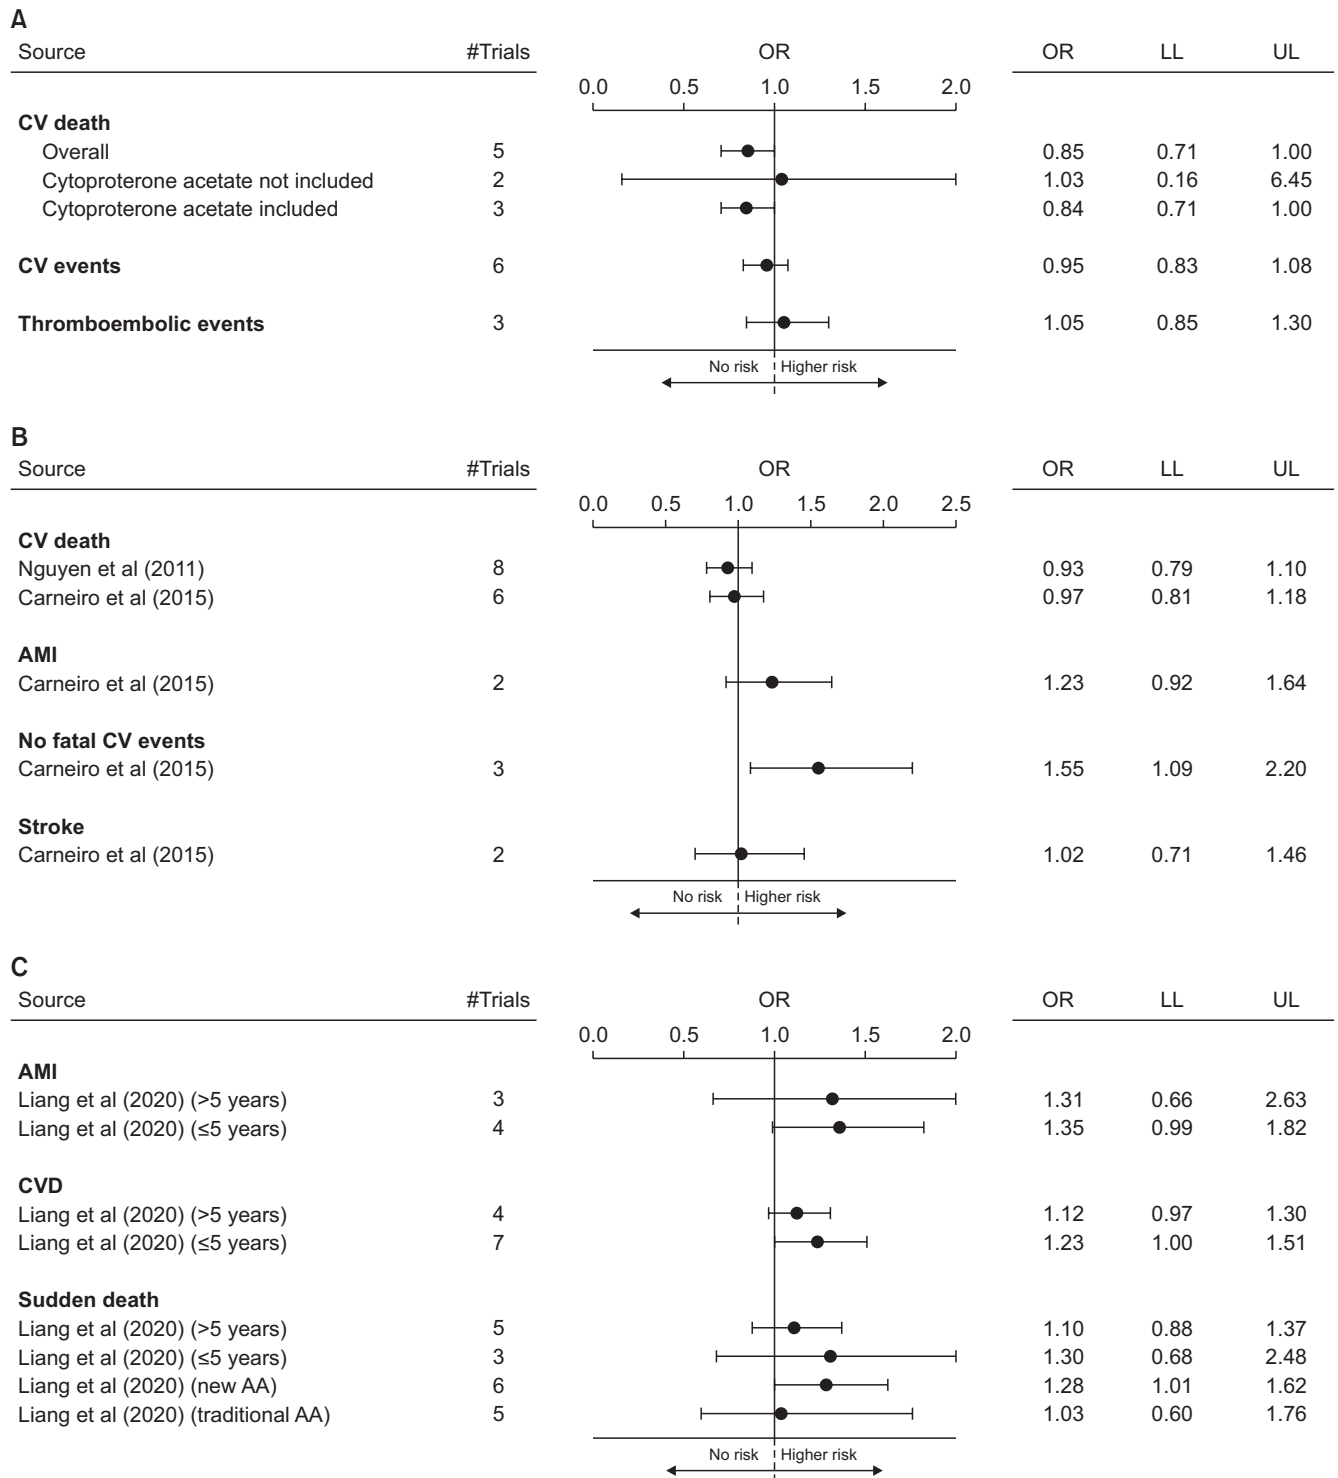 A
Source #Trials OR OR LL UL
0.0 0.5 1.0 1.5 2.0
CV death
Overall 5 0.85 0.71 1.00
Cytoproterone acetate not included 2 1.03 0.16 6.45
Cytoproterone acetate included 3 0.84 0.71 1.00
CV events 6 0.95 0.83 1.08
Thromboembolic events 3 1.05 0.85 1.30
No risk Higher risk
B
Source #Trials OR OR LL UL
0.0 0.5 1.0 1.5 2.0 2.5
CV death
Nguyen et al (2011) 8 0.93 0.79 1.10
Carneiro et al (2015) 6 0.97 0.81 1.18
AMI
Carneiro et al (2015) 2 1.23 0.92 1.64
No fatal CV events
Carneiro et al (2015) 3 1.55 1.09 2.20
Stroke
Carneiro et al (2015) 2 1.02 0.71 1.46
No risk Higher risk
C
Source #Trials OR OR LL UL
0.0 0.5 1.0 1.5 2.0
AMI
Liang et al (2020) (>5 years) 3 1.31 0.66 2.63
Liang et al (2020) (≤5 years) 4 1.35 0.99 1.82
CVD
Liang et al (2020) (>5 years) 4 1.12 0.97 1.30
Liang et al (2020) (≤5 years) 7 1.23 1.00 1.51
Sudden death
Liang et al (2020) (>5 years) 5 1.10 0.88 1.37
Liang et al (2020) (≤5 years) 3 1.30 0.68 2.48
Liang et al (2020) (new AA) 6 1.28 1.01 1.62
Liang et al (2020) (traditional AA) 5 1.03 0.60 1.76
No risk Higher risk